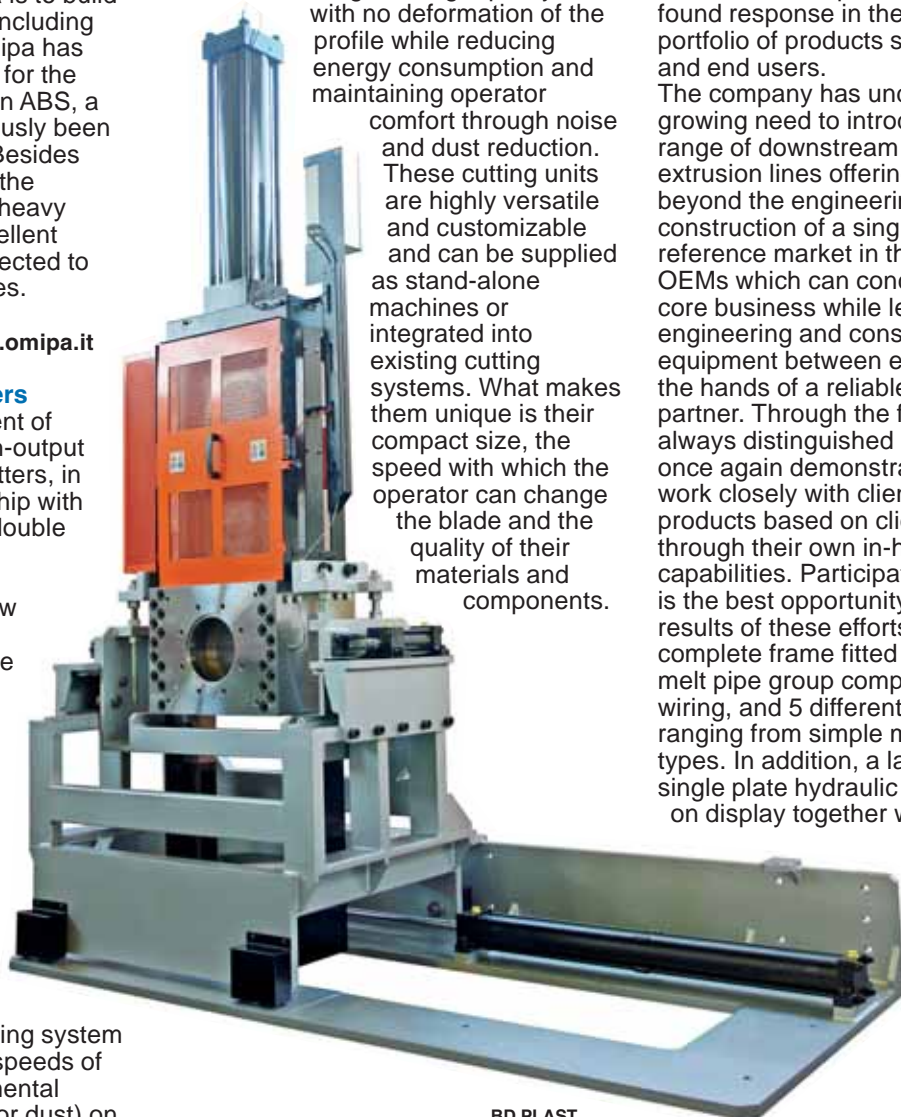 is to build
ncluding
ipa has
for the
n ABS, a
usly been
Besides
the
heavy
ellent
ected to
es.
.omipa.it
ers
ent of
-output
tters, in
hip with
double
w
e
ing system
speeds of
mental
or dust) on
with no deformation of the
profile while reducing
energy consumption and
maintaining operator
comfort through noise
and dust reduction.
These cutting units
are highly versatile
and customizable
and can be supplied
as stand-alone
machines or
integrated into
existing cutting
systems. What makes
them unique is their
compact size, the
speed with which the
operator can change
the blade and the
quality of their
materials and
components.
found response in the
portfolio of products s
and end users.
The company has und
growing need to introd
range of downstream
extrusion lines offerin
beyond the engineerin
construction of a sing
reference market in th
OEMs which can conc
core business while le
engineering and cons
equipment between e
the hands of a reliable
partner. Through the f
always distinguished
once again demonstra
work closely with clien
products based on clie
through their own in-h
capabilities. Participat
is the best opportunity
results of these efforts
complete frame fitted
melt pipe group comp
wiring, and 5 different
ranging from simple m
types. In addition, a la
single plate hydraulic
on display together w
BD PLAST